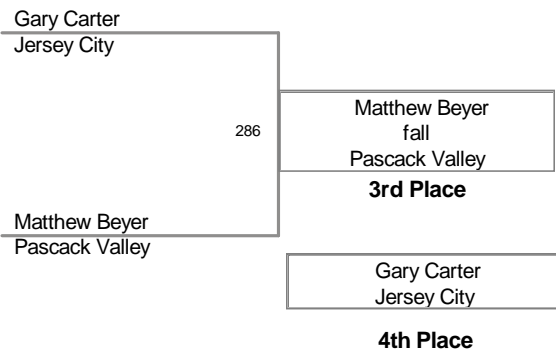 Gary Carter
Jersey City
286
Matthew Beyer
fall
Pascack Valley
3rd Place
Matthew Beyer
Pascack Valley
Gary Carter
Jersey City
4th Place